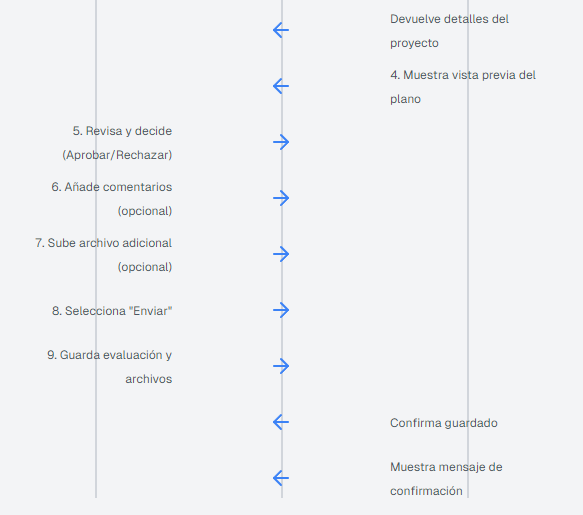 Devuelve detalles del
proyecto
4. Muestra vista previa del
plano
5. Revisa y decide
(Aprobar/Rechazar)
6. Añade comentarios
(opcional)
7. Sube archivo adicional
(opcional)
8. Selecciona "Enviar"
9. Guarda evaluación y
archivos
Confirma guardado
Muestra mensaje de
confirmación